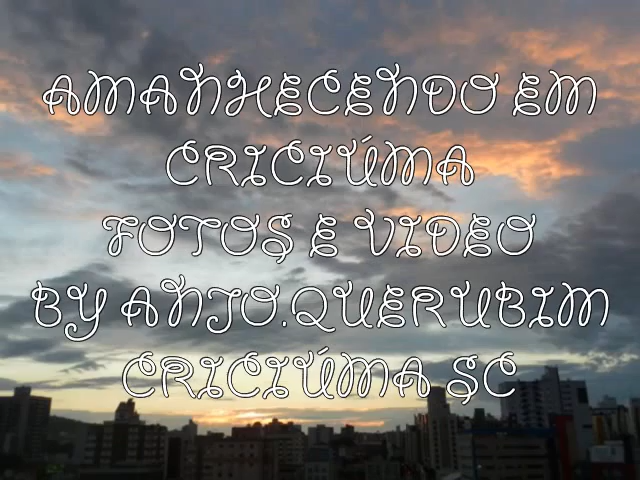 AMANHECENDO EM
CRICIÚMA
FOTOS E VIDEO
BY ANJO.QUERUBIM
CRICIÚMA SC